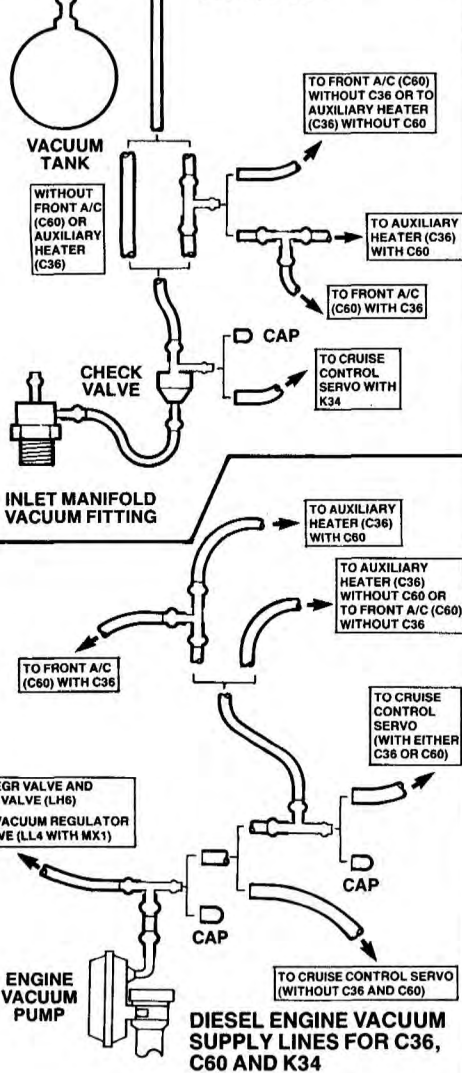 TO FRONT A/C (C60)
WITHOUT C36 OR TO
AUXILIARY HEATER
(C36) WITHOUT C60
VACUUM
TANK
WITHOUT
FRONT A/C
(C60) OR
AUXILIARY
HEATER
(C36)
TO AUXILIARY
HEATER (C36)
WITH C60
TO FRONT A/C
(C60) WITH C36
CAP
CHECK
VALVE
TO CRUISE
CONTROL
SERVO WITH
K34
INLET MANIFOLD
VACUUM FITTING
TO AUXILIARY
HEATER (C36)
WITH C60
TO AUXILIARY
HEATER (C36)
WITHOUT C60 OR
TO FRONT A/C (C60)
WITHOUT C36
TO FRONT A/C
(C60) WITH C36
TO CRUISE
CONTROL
SERVO
(WITH EITHER
C36 OR C60)
EGR VALVE AND
VALVE (LH6)
VACUUM REGULATOR
VE (LL4 WITH MX1)
CAP
CAP
TO CRUISE CONTROL SERVO
(WITHOUT C36 AND C60)
ENGINE
VACUUM
PUMP
DIESEL ENGINE VACUUM
SUPPLY LINES FOR C36,
C60 AND K34